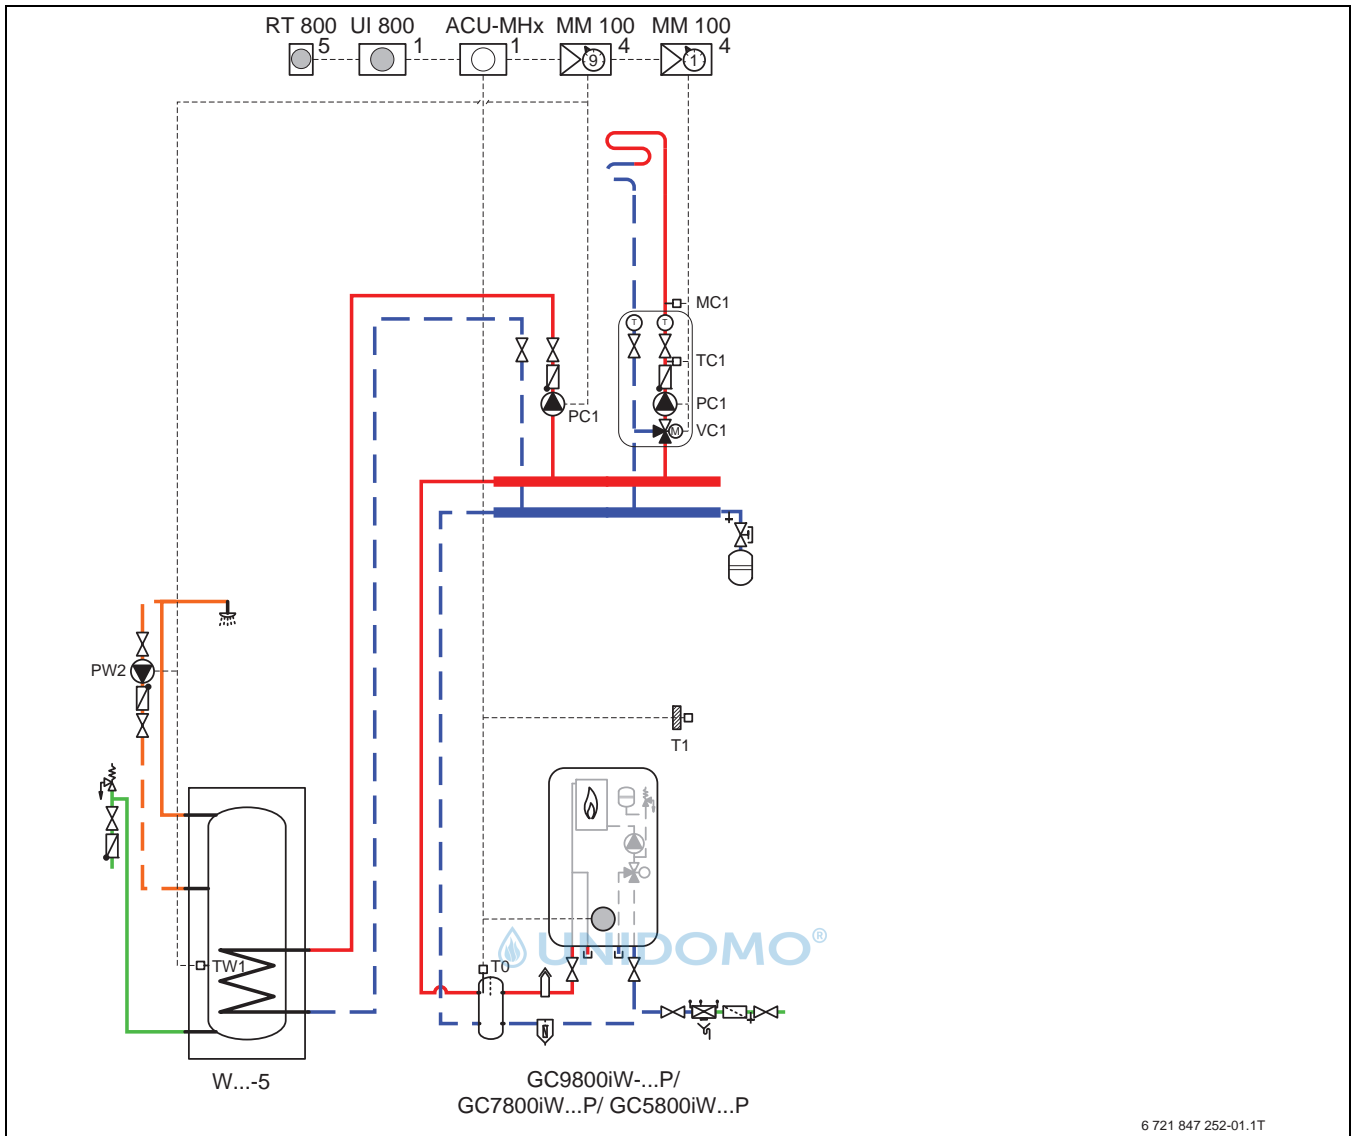 RT 800 UI 800 ACU-MHx MM 100 MM 100
5 1 1 4 4
9 1
MC1
T T
TC1
PC1 PC1
M VC1
PW2
T1
UNIDOMO®
TW1 T0
W...-5
GC9800iW-...P/
GC7800iW...P/ GC5800iW...P
6 721 847 252-01.1T